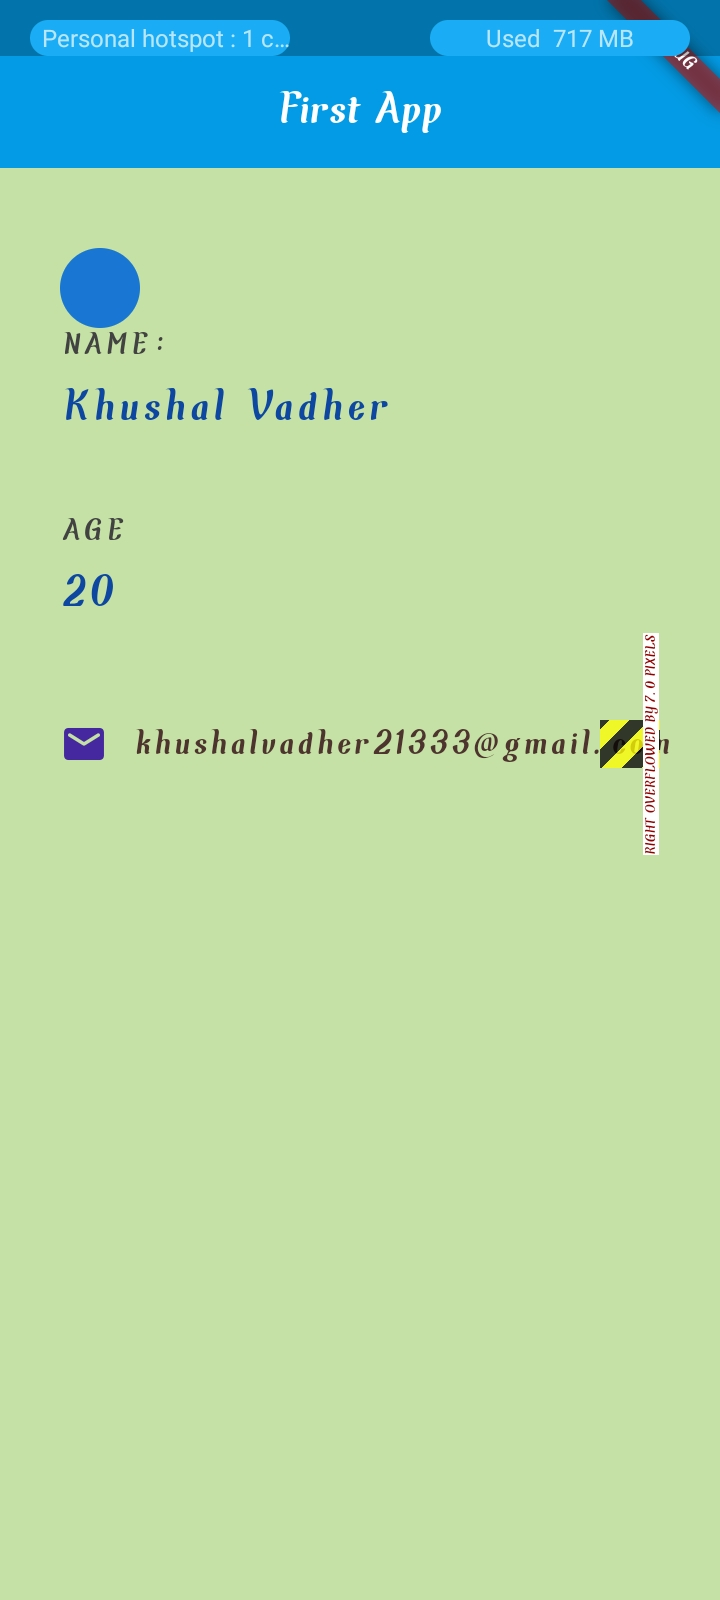 Personal hotspot : 1 c...
Used 717 MB
First App
NAME:
Khushal Vadher
AGE
20
khushalvadher21333@gmail.com
RIGHT OVERFLOWED BY 7.0 PIXELS